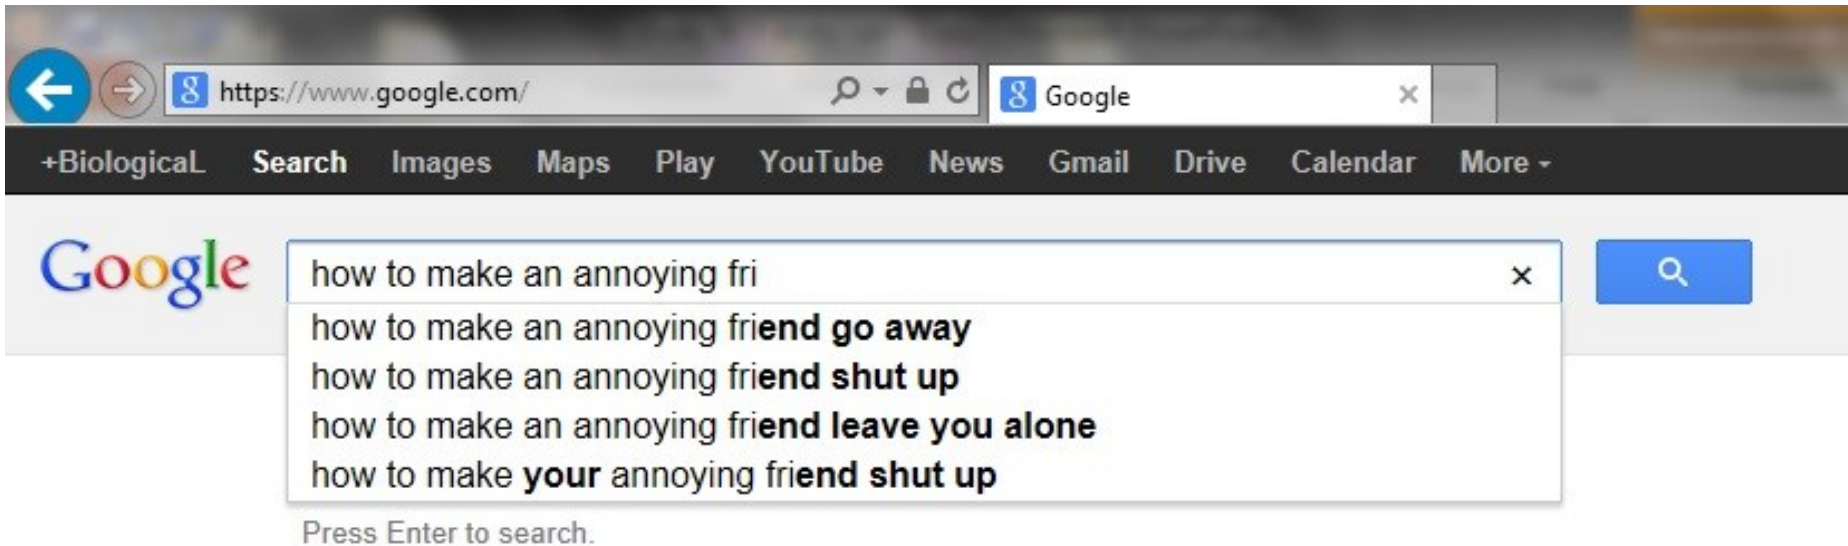 https://www.google.com/ Google
+BiologicaL Search Images Maps Play YouTube News Gmail Drive Calendar More
Google how to make an annoying fri
how to make an annoying friend go away
how to make an annoying friend shut up
how to make an annoying friend leave you alone
how to make your annoying friend shut up
Press Enter to search.